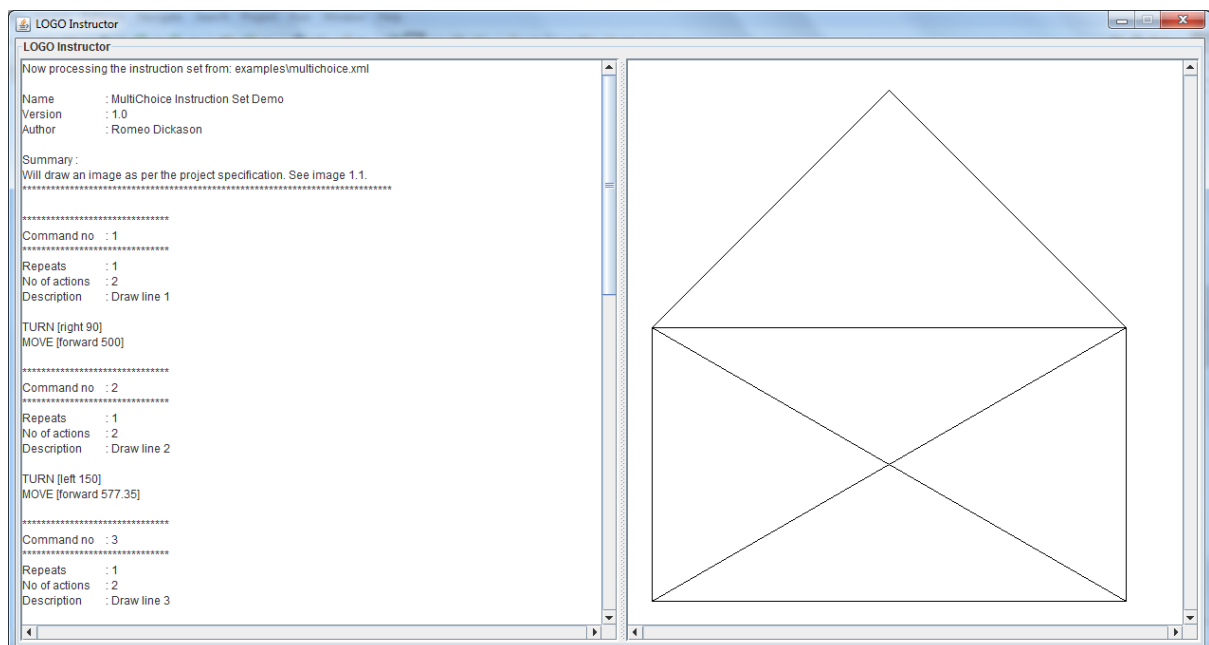 LOGO Instructor
LOGO Instructor
Now processing the instruction set from: examples\multichoice.xml
Name : MultiChoice Instruction Set Demo
Version : 1.0
Author : Romeo Dickason
Summary :
Will draw an image as per the project specification. See image 1.1.
******************************************************************************
*******************************
Command no : 1
*******************************
Repeats : 1
No of actions : 2
Description : Draw line 1
TURN [right 90]
MOVE [forward 500]
*******************************
Command no : 2
*******************************
Repeats : 1
No of actions : 2
Description : Draw line 2
TURN [left 150]
MOVE [forward 577.35]
*******************************
Command no : 3
*******************************
Repeats : 1
No of actions : 2
Description : Draw line 3